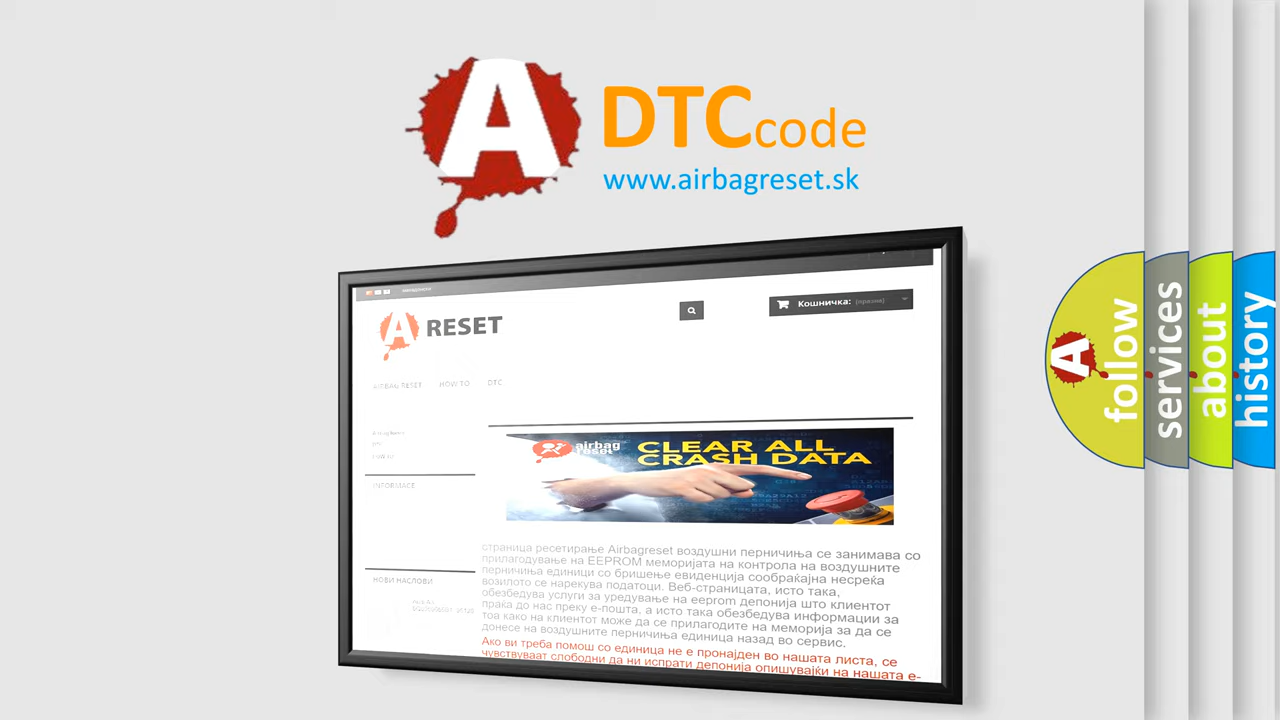 A DTCcode
www.airbagreset.sk
A RESET
Кошничка: (празни)
AIRBAG RESET HOW TO DTC
INFORMACE
airbag reset
CLEAR ALL
CRASH DATA
страница ресетирање Airbagreset воздушни перничиња се занимава со
прилагодување на EEPROM меморијата на контрола на воздушните
перничиња единици со бришење евиденција сообраќајна несреќа
возилото се нарекува податоци. Веб-страницата, исто така,
обезбедува услуги за уредување на eeprom депонија што клиентот
праќа до нас преку е-пошта, а исто така обезбедува информации за
тоа како на клиентот може да се прилагодите на меморија за да се
донесе на воздушните перничиња единица назад во сервис.
Ако ви треба помош со единица не е пронајден во нашата листа, се
чувствуваат слободни да ни испрати депонија опишувајќи на нашата е-
НОВИ НАСЛОВИ
A follow
services
about
history